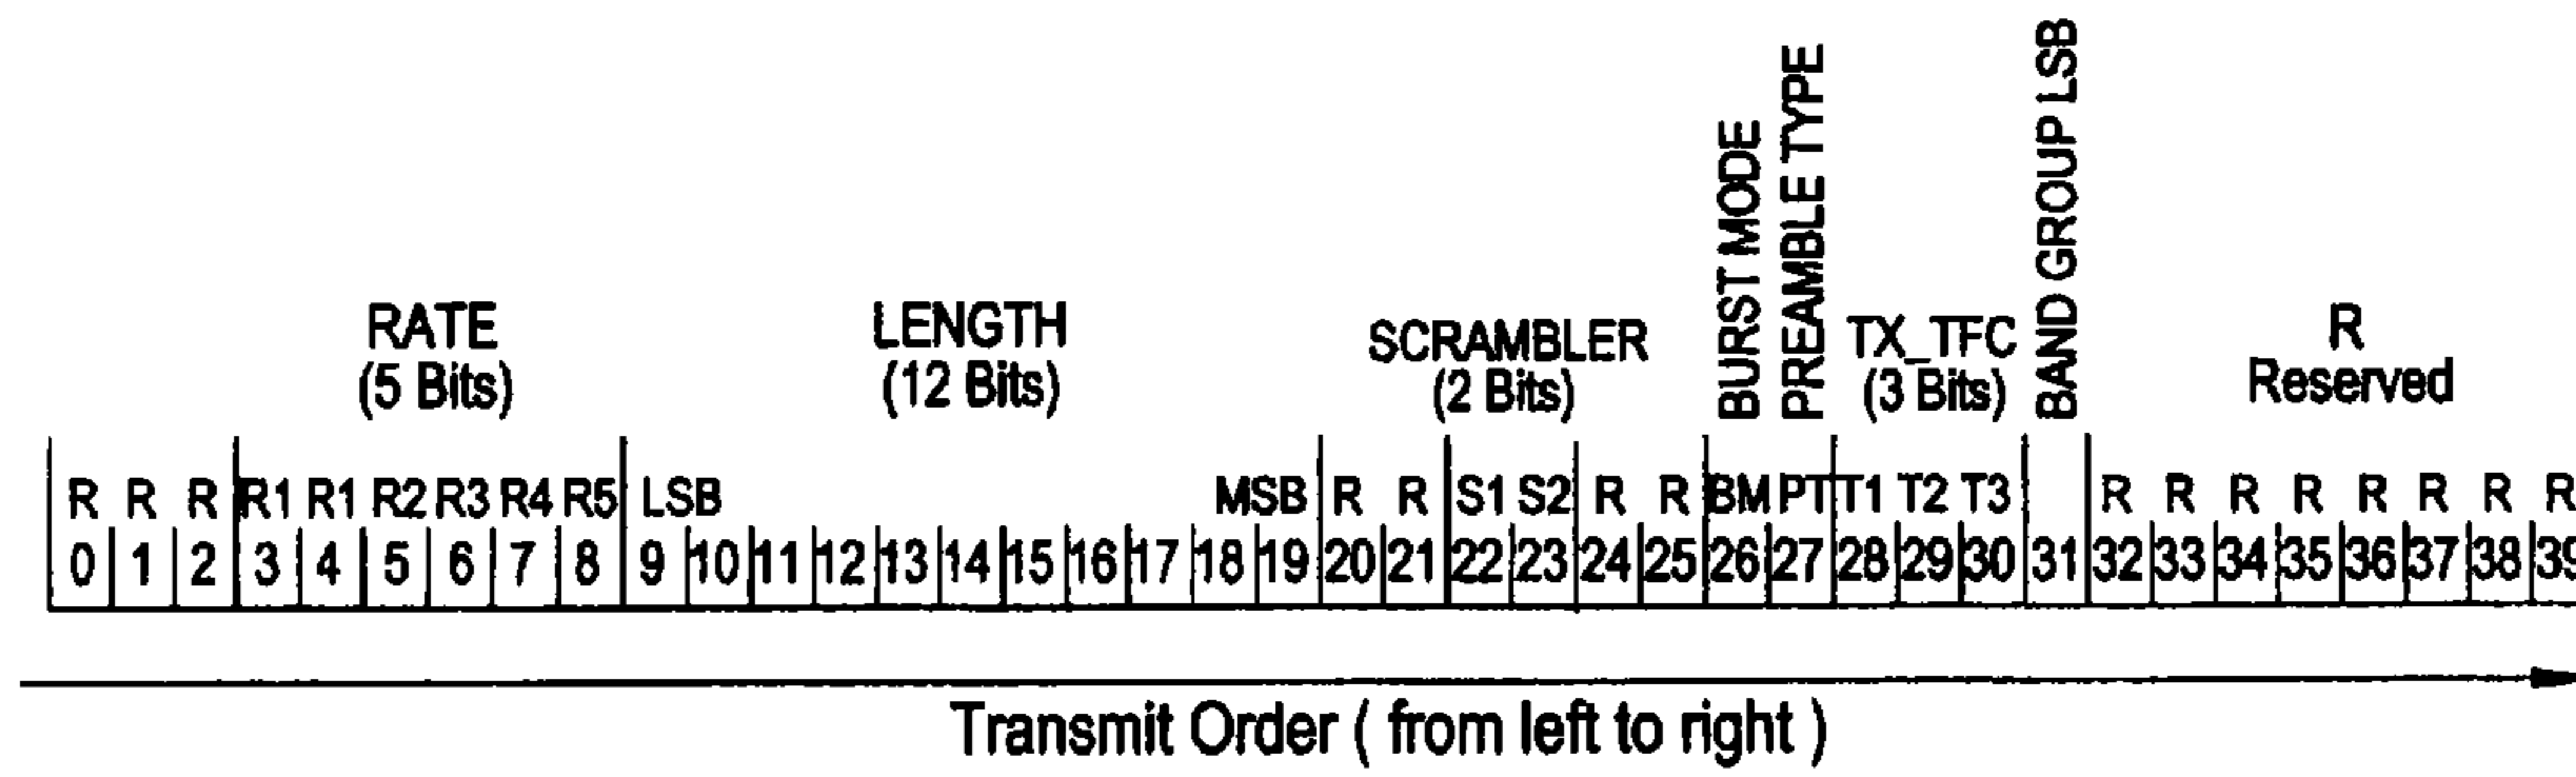 BURST MODE
PREAMBLE TYPE
BAND GROUP LSB
RATE
(5 Bits)
LENGTH
(12 Bits)
SCRAMBLER
(2 Bits)
TX_TFC
(3 Bits)
R
Reserved
R R R R1 R1 R2 R3 R4 R5 LSB MSB R R S1 S2 R R BM PT T1 T2 T3 R R R R R R R R
0 1 2 3 4 5 6 7 8 9 10 11 12 13 14 15 16 17 18 19 20 21 22 23 24 25 26 27 28 29 30 31 32 33 34 35 36 37 38 39
Transmit Order ( from left to right )